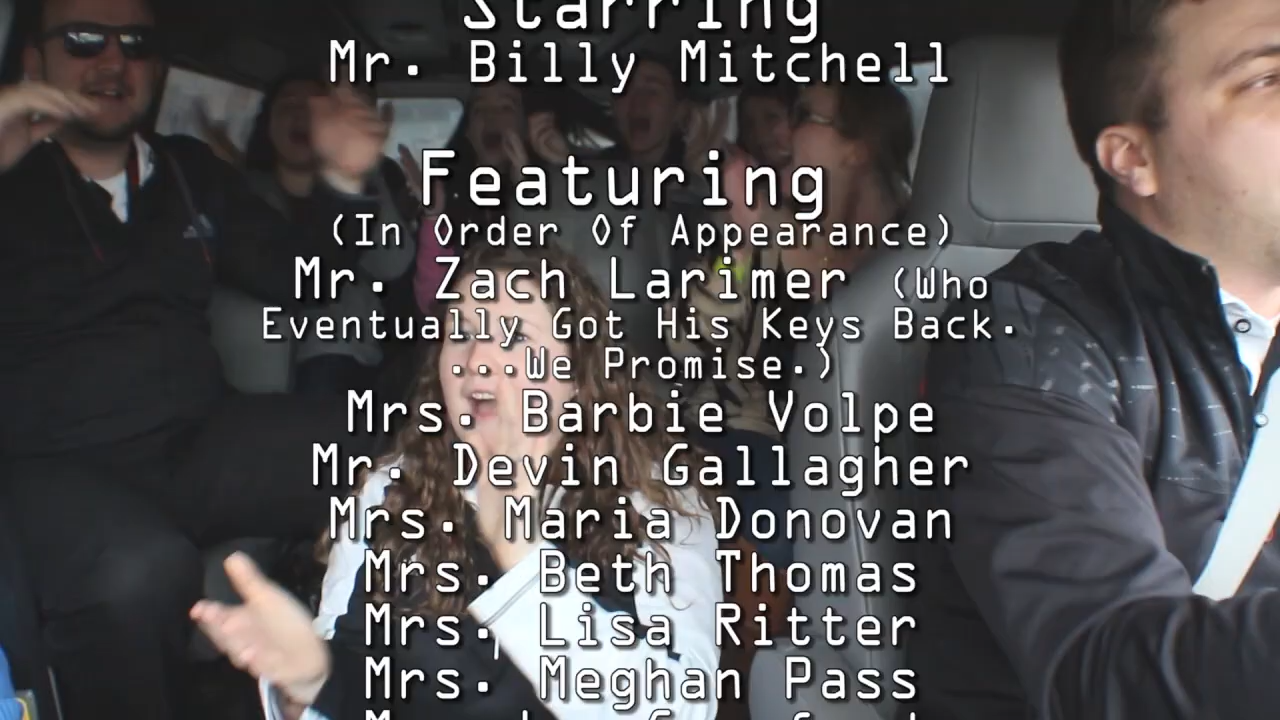 Starring
Mr. Billy Mitchell
Featuring
(In Order Of Appearance)
Mr. Zach Larimer (Who
Eventually Got His Keys Back.
...We Promise.)
Mrs. Barbie Volpe
Mr. Devin Gallagher
Mrs. Maria Donovan
Mrs. Beth Thomas
Mrs. Lisa Ritter
Mrs. Meghan Pass